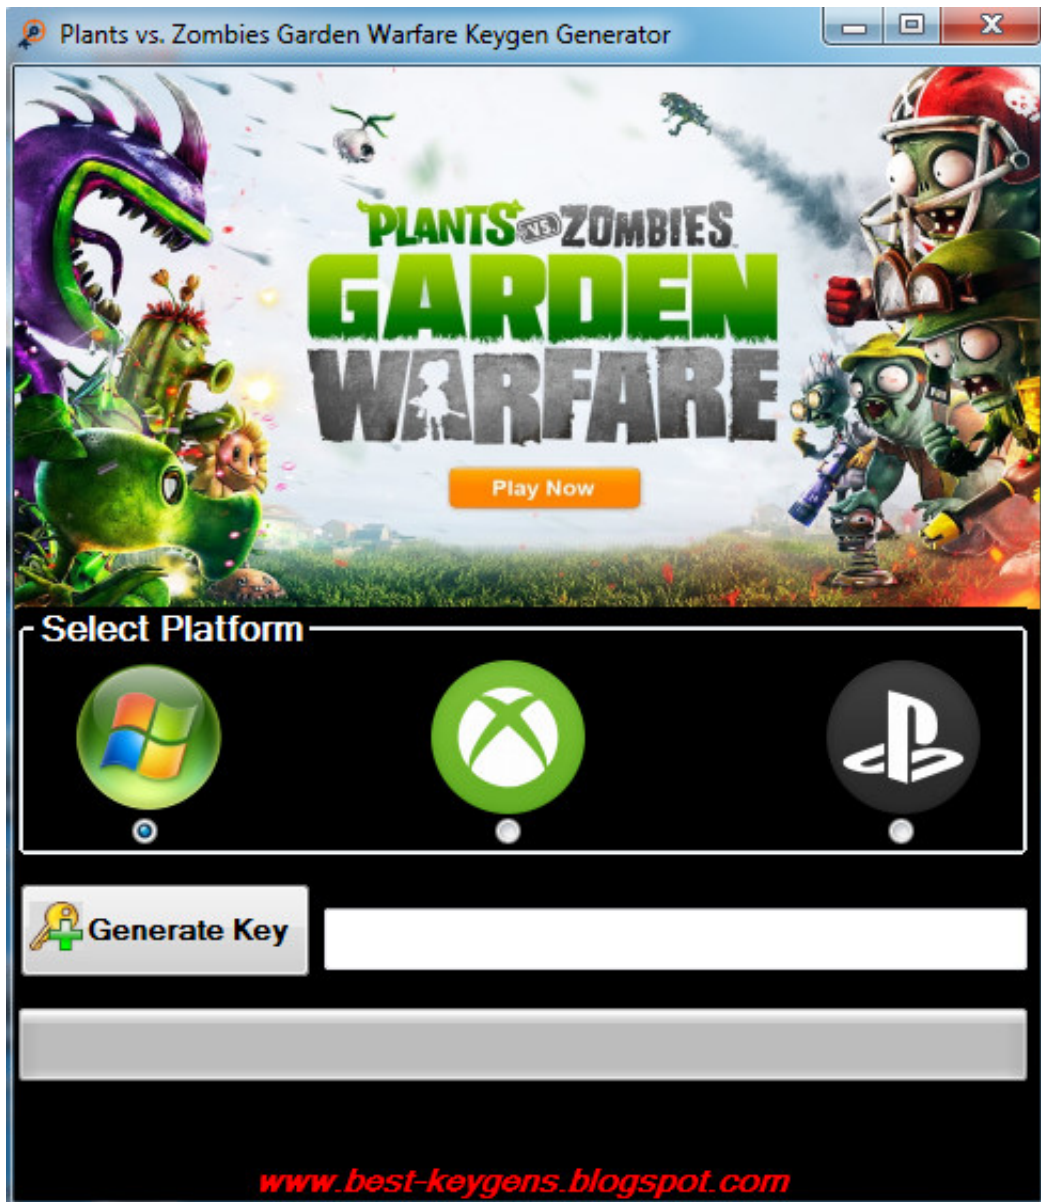 Plants vs. Zombies Garden Warfare Keygen Generator
PLANTS VS ZOMBIES
GARDEN
WARFARE
Play Now
Select Platform
Generate Key
www.best-keygens.blogspot.com